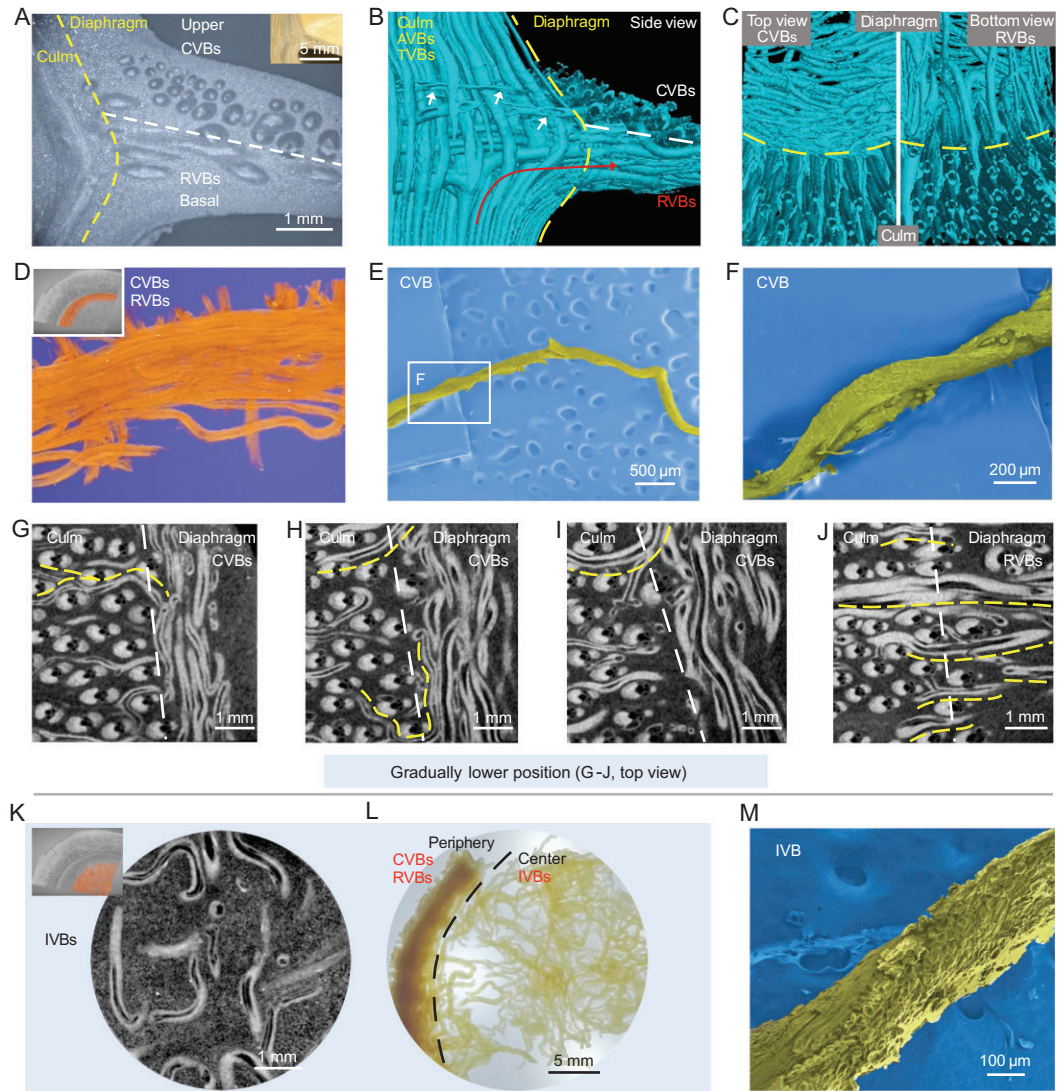 A
Upper
CVBs
Culm
5 mm
RVBs
Basal
1 mm
B
Culm
AVBs
TVBs
Diaphragm
Side view
CVBs
RVBs
C
Top view
CVBs
Diaphragm
Bottom view
RVBs
Culm
D
CVBs
RVBs
E
CVB
F
500 µm
F
CVB
200 µm
G
Culm
Diaphragm
CVBs
1 mm
H
Culm
Diaphragm
CVBs
1 mm
I
Culm
Diaphragm
CVBs
1 mm
J
Culm
Diaphragm
RVBs
1 mm
Gradually lower position (G-J, top view)
K
IVBs
1 mm
L
Periphery
CVBs
RVBs
Center
IVBs
5 mm
M
IVB
100 µm